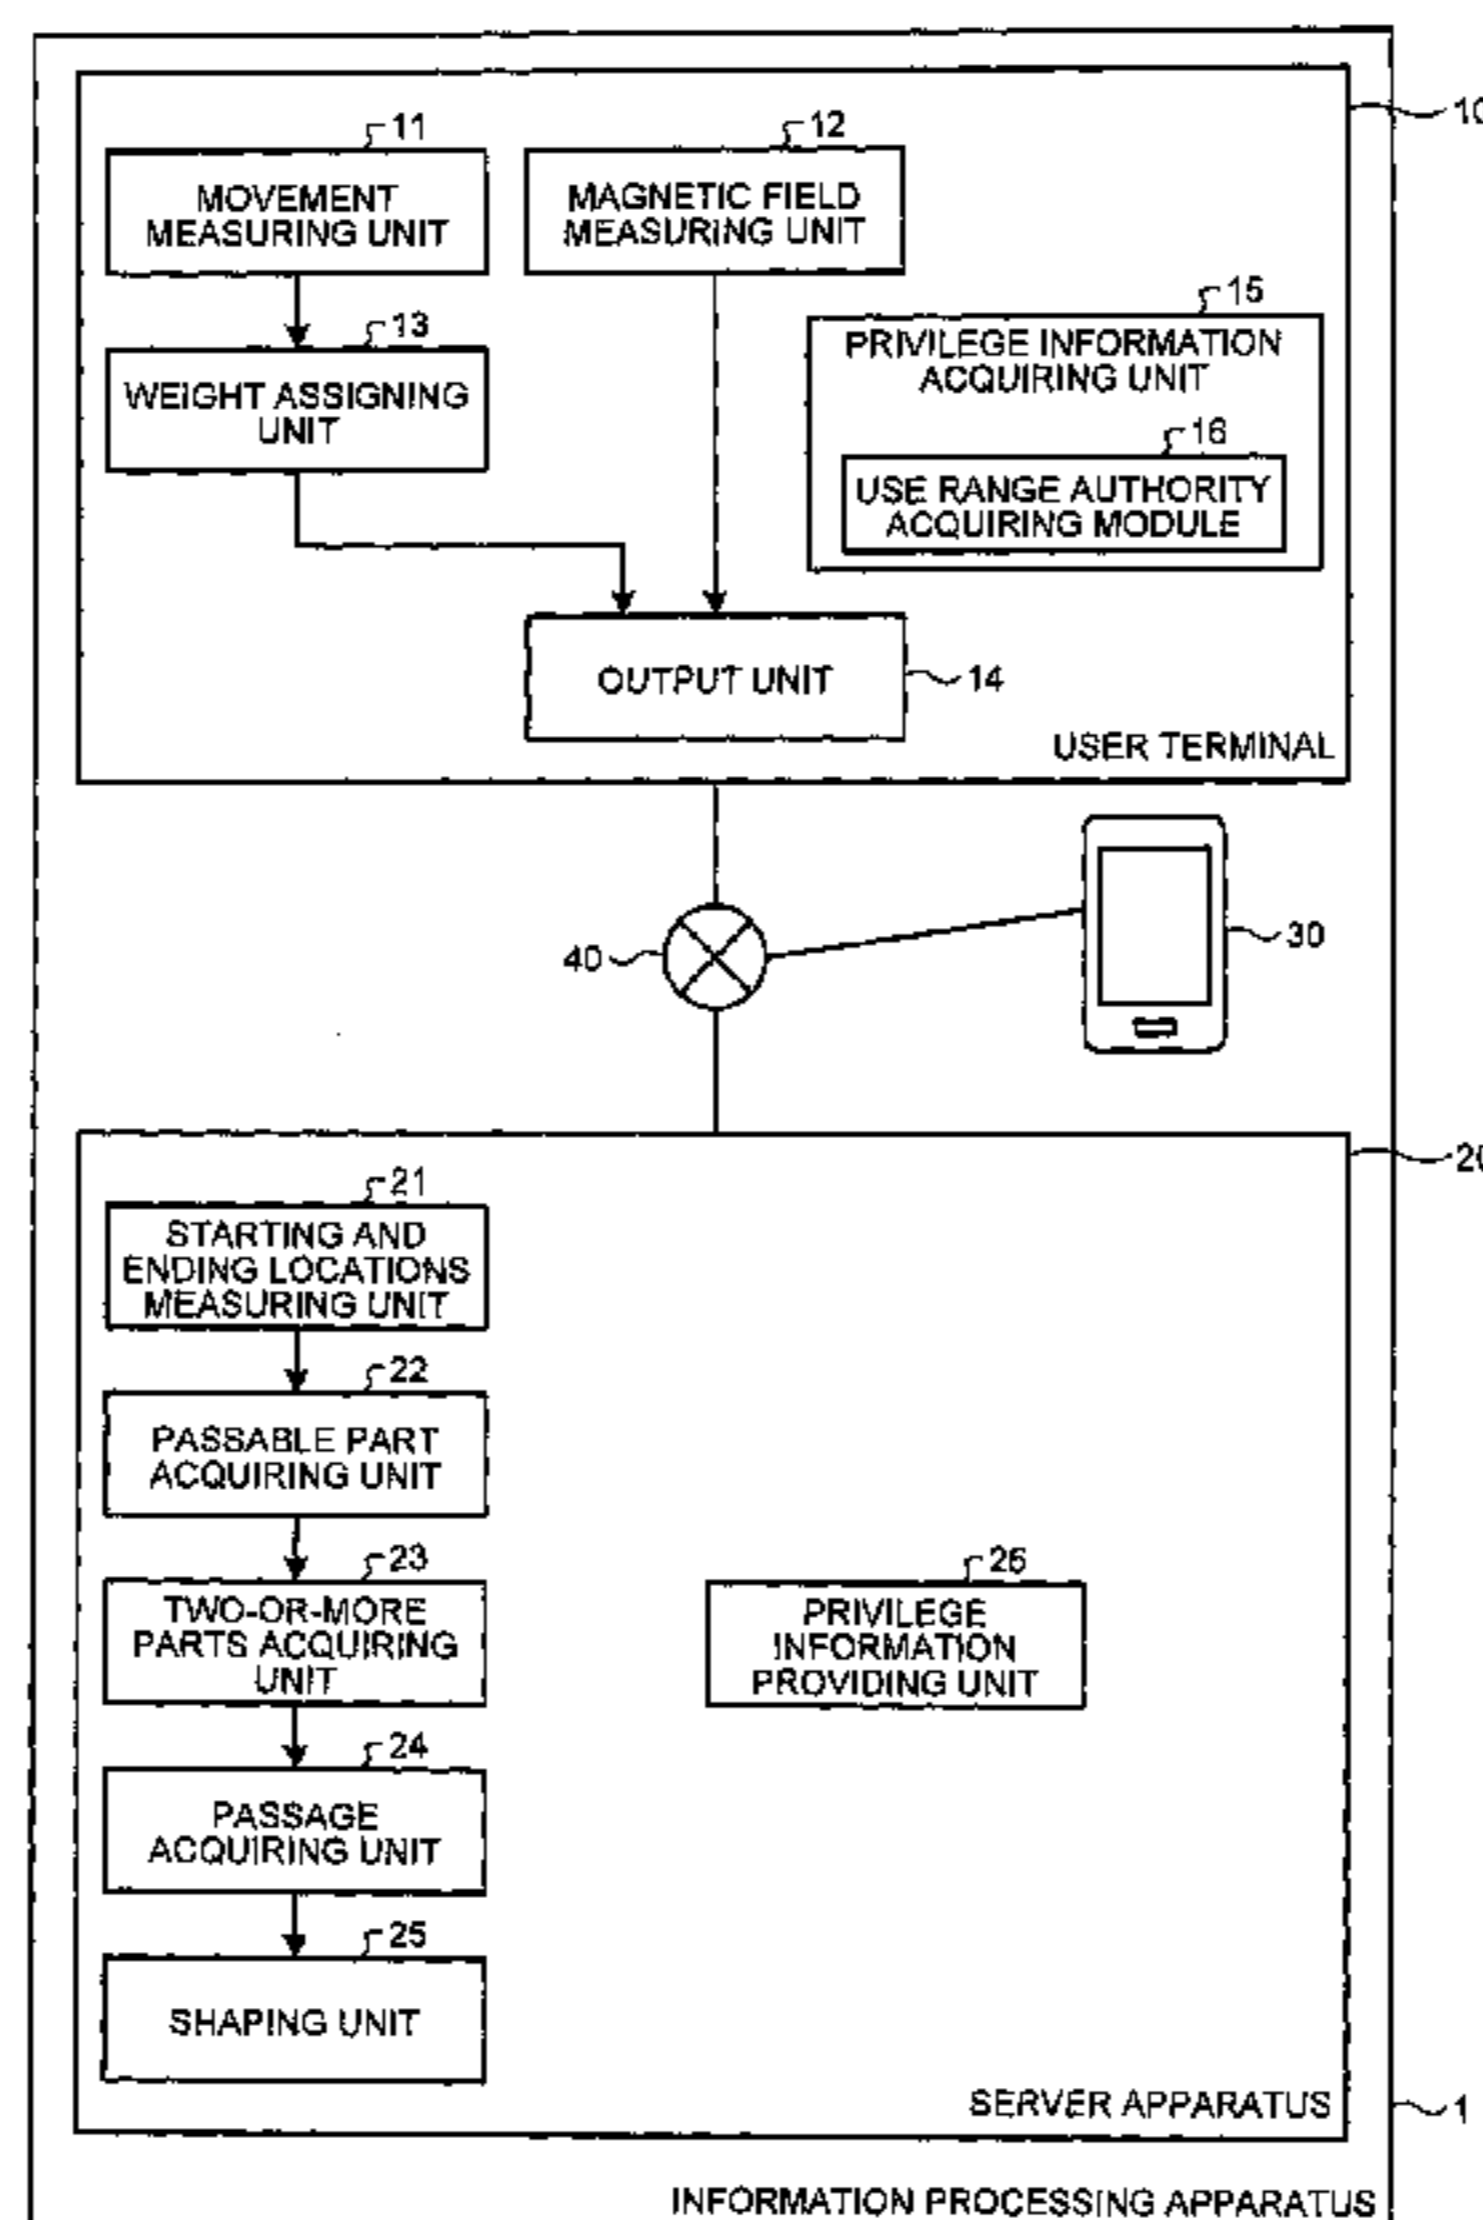 10
11
12
MOVEMENT
MEASURING UNIT
MAGNETIC FIELD
MEASURING UNIT
13
WEIGHT ASSIGNING
UNIT
15
PRIVILEGE INFORMATION
ACQUIRING UNIT
16
USE RANGE AUTHORITY
ACQUIRING MODULE
OUTPUT UNIT
14
USER TERMINAL
40
30
20
21
STARTING AND
ENDING LOCATIONS
MEASURING UNIT
22
PASSABLE PART
ACQUIRING UNIT
23
TWO-OR-MORE
PARTS ACQUIRING
UNIT
26
PRIVILEGE
INFORMATION
PROVIDING UNIT
24
PASSAGE
ACQUIRING UNIT
25
SHAPING UNIT
SERVER APPARATUS
1
INFORMATION PROCESSING APPARATUS